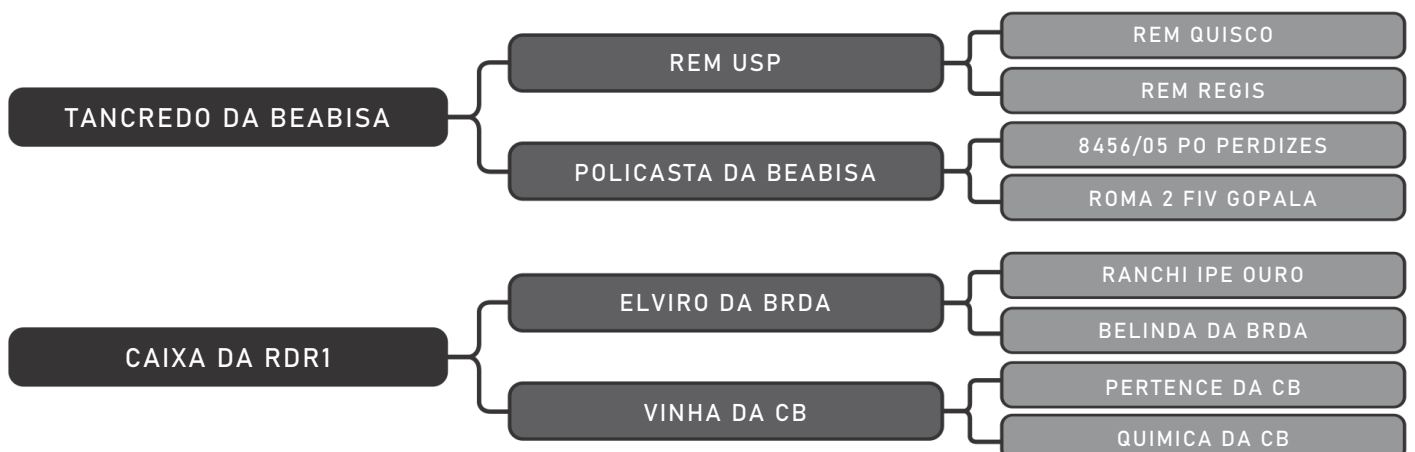 TANCREDO DA BEABISA
REM USP
POLICASTA DA BEABISA
REM QUISCO
REM REGIS
8456/05 PO PERDIZES
ROMA 2 FIV GOPALA
CAIXA DA RDR1
ELVIRO DA BRDA
VINHA DA CB
RANCHI IPE OURO
BELINDA DA BRDA
PERTENCE DA CB
QUIMICA DA CB